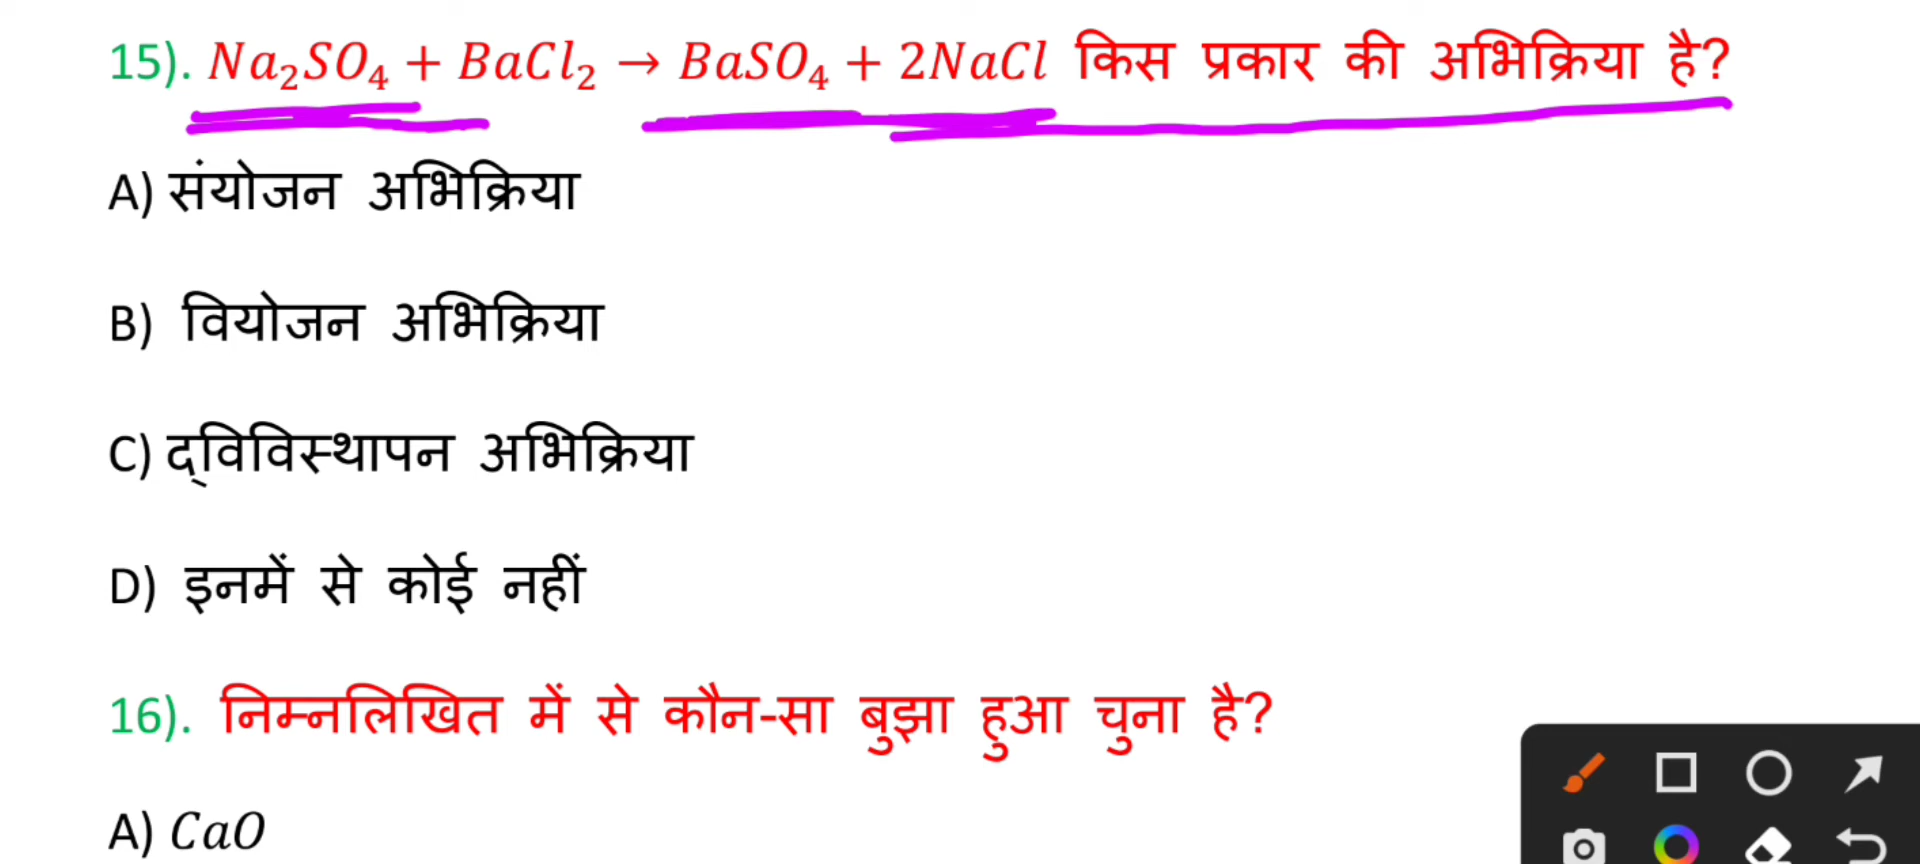 15). Na₂SO₄ + BaCl₂ → BaSO₄ + 2NaCl किस प्रकार की अभिक्रिया है?
A) संयोजन अभिक्रिया
B) वियोजन अभिक्रिया
C) द्विविस्थापन अभिक्रिया
D) इनमें से कोई नहीं
16). निम्नलिखित में से कौन-सा बुझा हुआ चुना है?
A) CaO